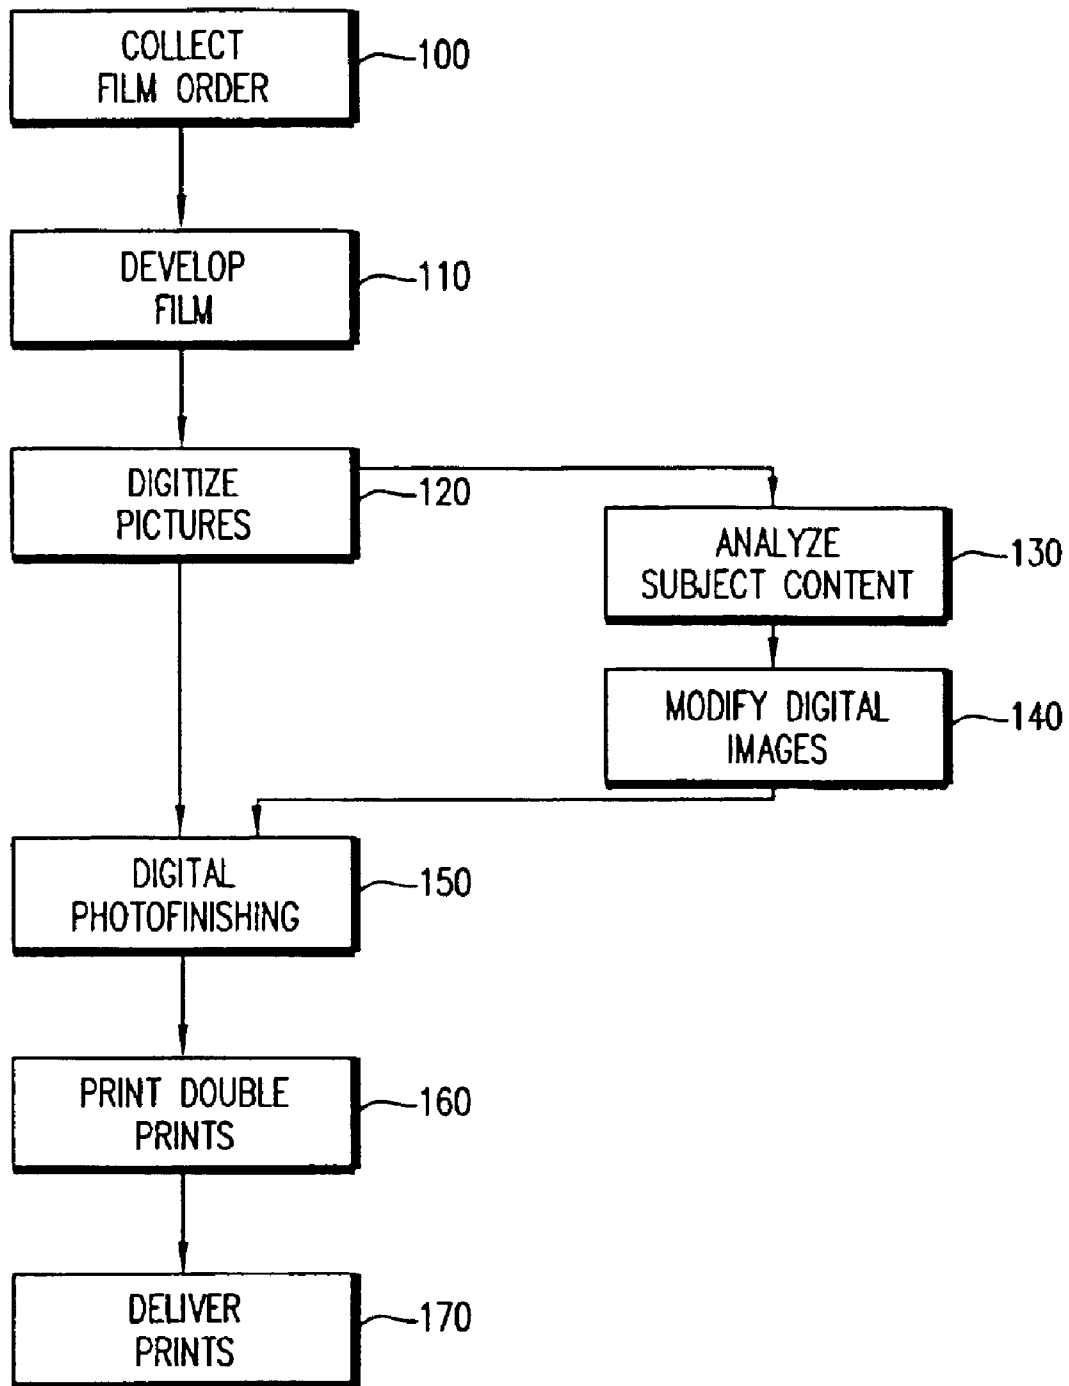 COLLECT
FILM ORDER
100
DEVELOP
FILM
110
DIGITIZE
PICTURES
120
ANALYZE
SUBJECT CONTENT
130
MODIFY DIGITAL
IMAGES
140
DIGITAL
PHOTOFINISHING
150
PRINT DOUBLE
PRINTS
160
DELIVER
PRINTS
170